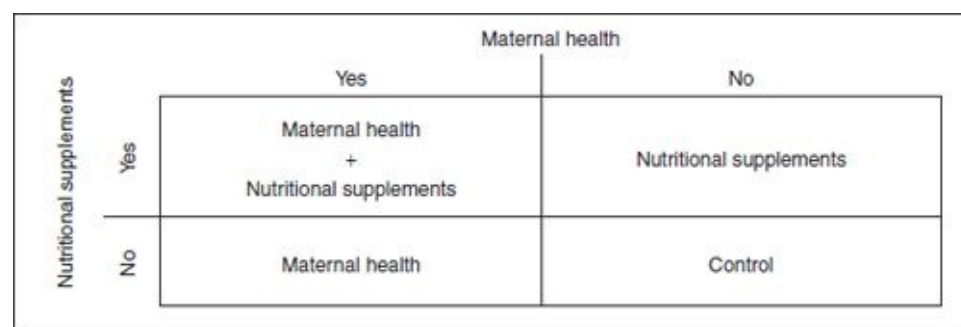 Maternal health
Yes
No
Nutritional supplements
Yes
Maternal health
+
Nutritional supplements
Nutritional supplements
No
Maternal health
Control